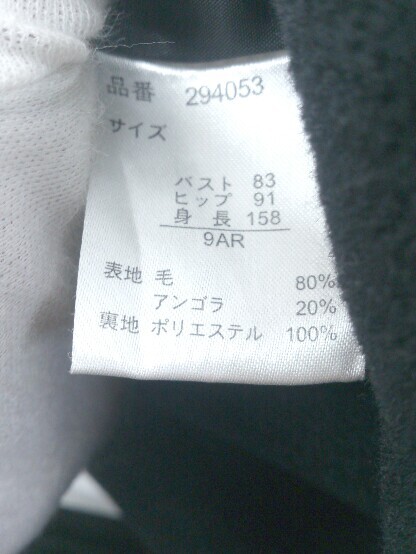 品番 294053
サイズ
バスト 83
ヒップ 91
身長 158
9AR
表地 毛 80%
アンゴラ 20%
裏地 ポリエステル 100%